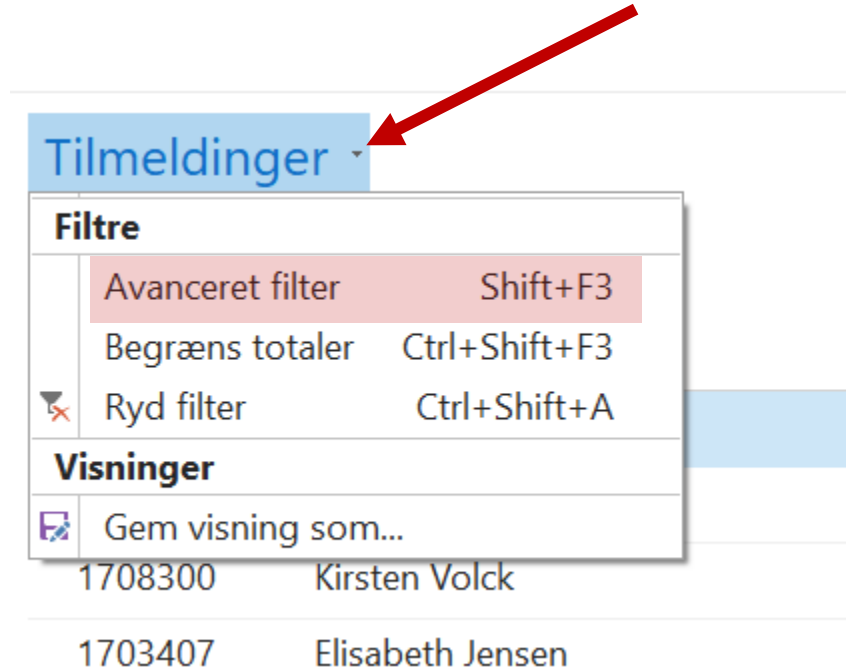 Tilmeldinger
Filtre
Avanceret filter Shift+F3
Begræns totaler Ctrl+Shift+F3
Ryd filter Ctrl+Shift+A
Visninger
Gem visning som...
1708300 Kirsten Volck
1703407 Elisabeth Jensen